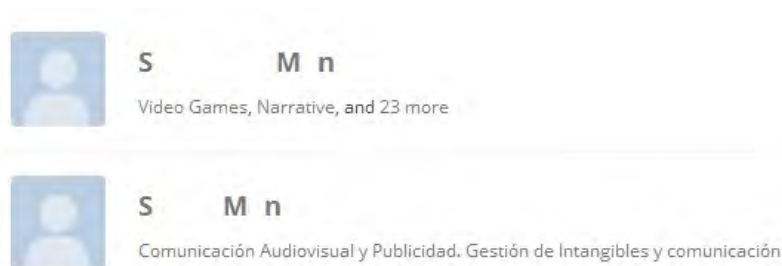 S M n
Video Games, Narrative, and 23 more
S M n
Comunicación Audiovisual y Publicidad. Gestión de Intangibles y comunicación